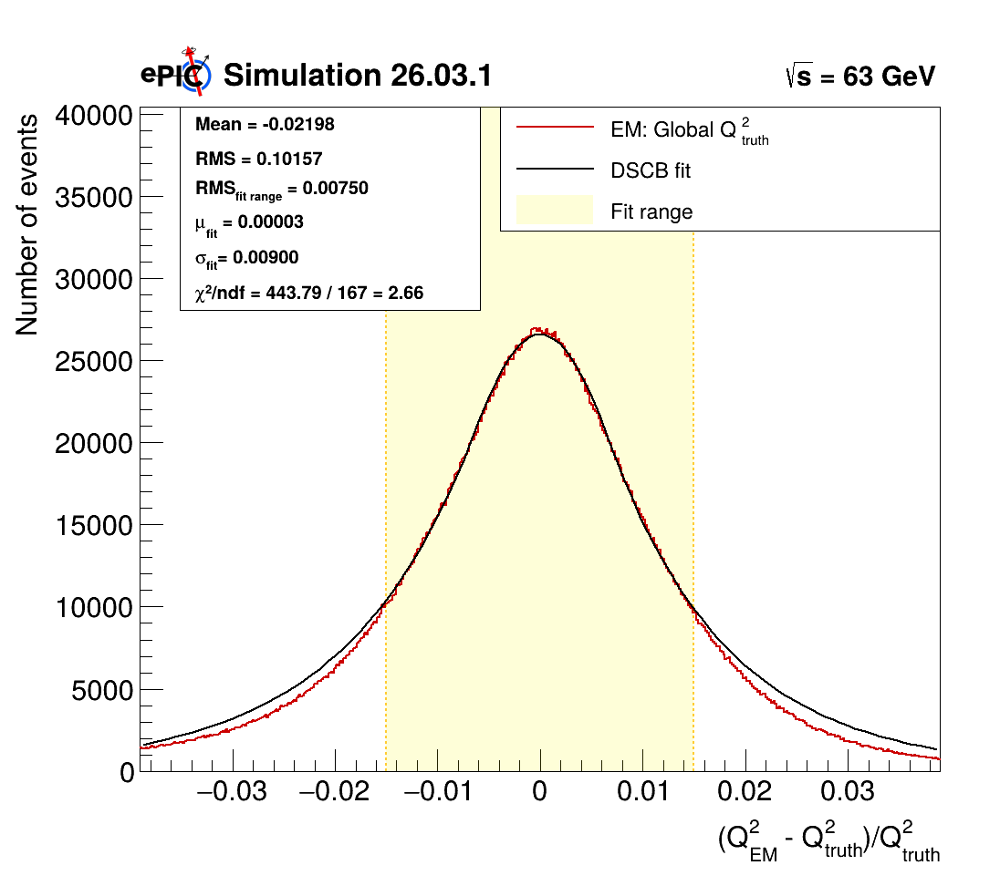 ePIC Simulation 26.03.1
√s = 63 GeV
Number of events
40000
35000
30000
25000
20000
15000
10000
5000
0
Mean = -0.02198
RMS = 0.10157
RMS_fit range = 0.00750
μ_fit = 0.00003
σ_fit = 0.00900
χ²/ndf = 443.79 / 167 = 2.66
EM: Global Q²_truth
DSCB fit
Fit range
−0.03 −0.02 −0.01 0 0.01 0.02 0.03
(Q²_EM - Q²_truth)/Q²_truth